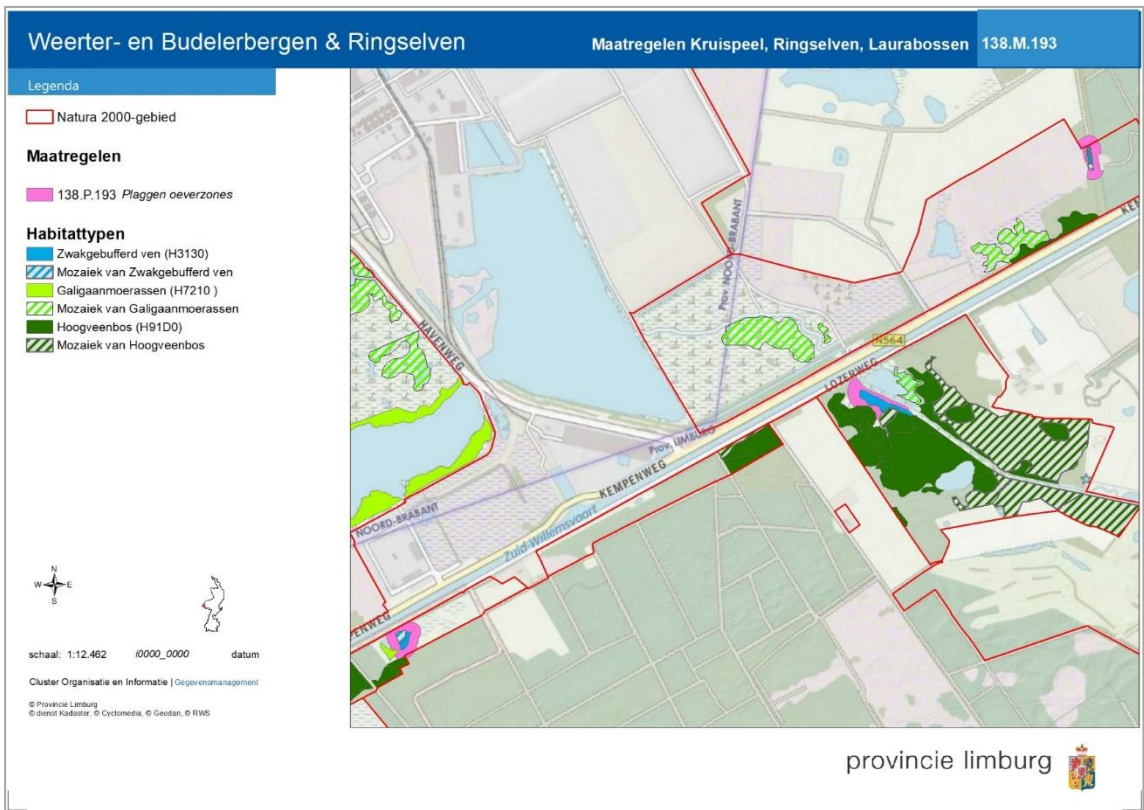 Weerter- en Budelerbergen & Ringselven
Maatregelen Kruispeel, Ringselven, Laurabossen 138.M.193
Legenda
Natura 2000-gebied
Maatregelen
138.P.193 Plaggen oeverzones
Habitattypen
Zwakgebufferd ven (H3130)
Mozaiek van Zwakgebufferd ven
Galigaanmoerassen (H7210 )
Mozaiek van Galigaanmoerassen
Hoogveenbos (H91D0)
Mozaiek van Hoogveenbos
N
W E
S
schaal: 1:12.462 i0000_0000 datum
Cluster Organisatie en Informatie | Gegevensmanagement
© Provincie Limburg
© dienst Kadaster, © Cyclomedia, © Geodan, © RWS
Prov. NOORD-BRABANT
KEM
HAVENWEG
N564
LOZERWEG
Prov. LIMBURG
KEMPENWEG
NOORD-BRABANT
Zuid-Willemsvaart
PENWEG
provincie limburg